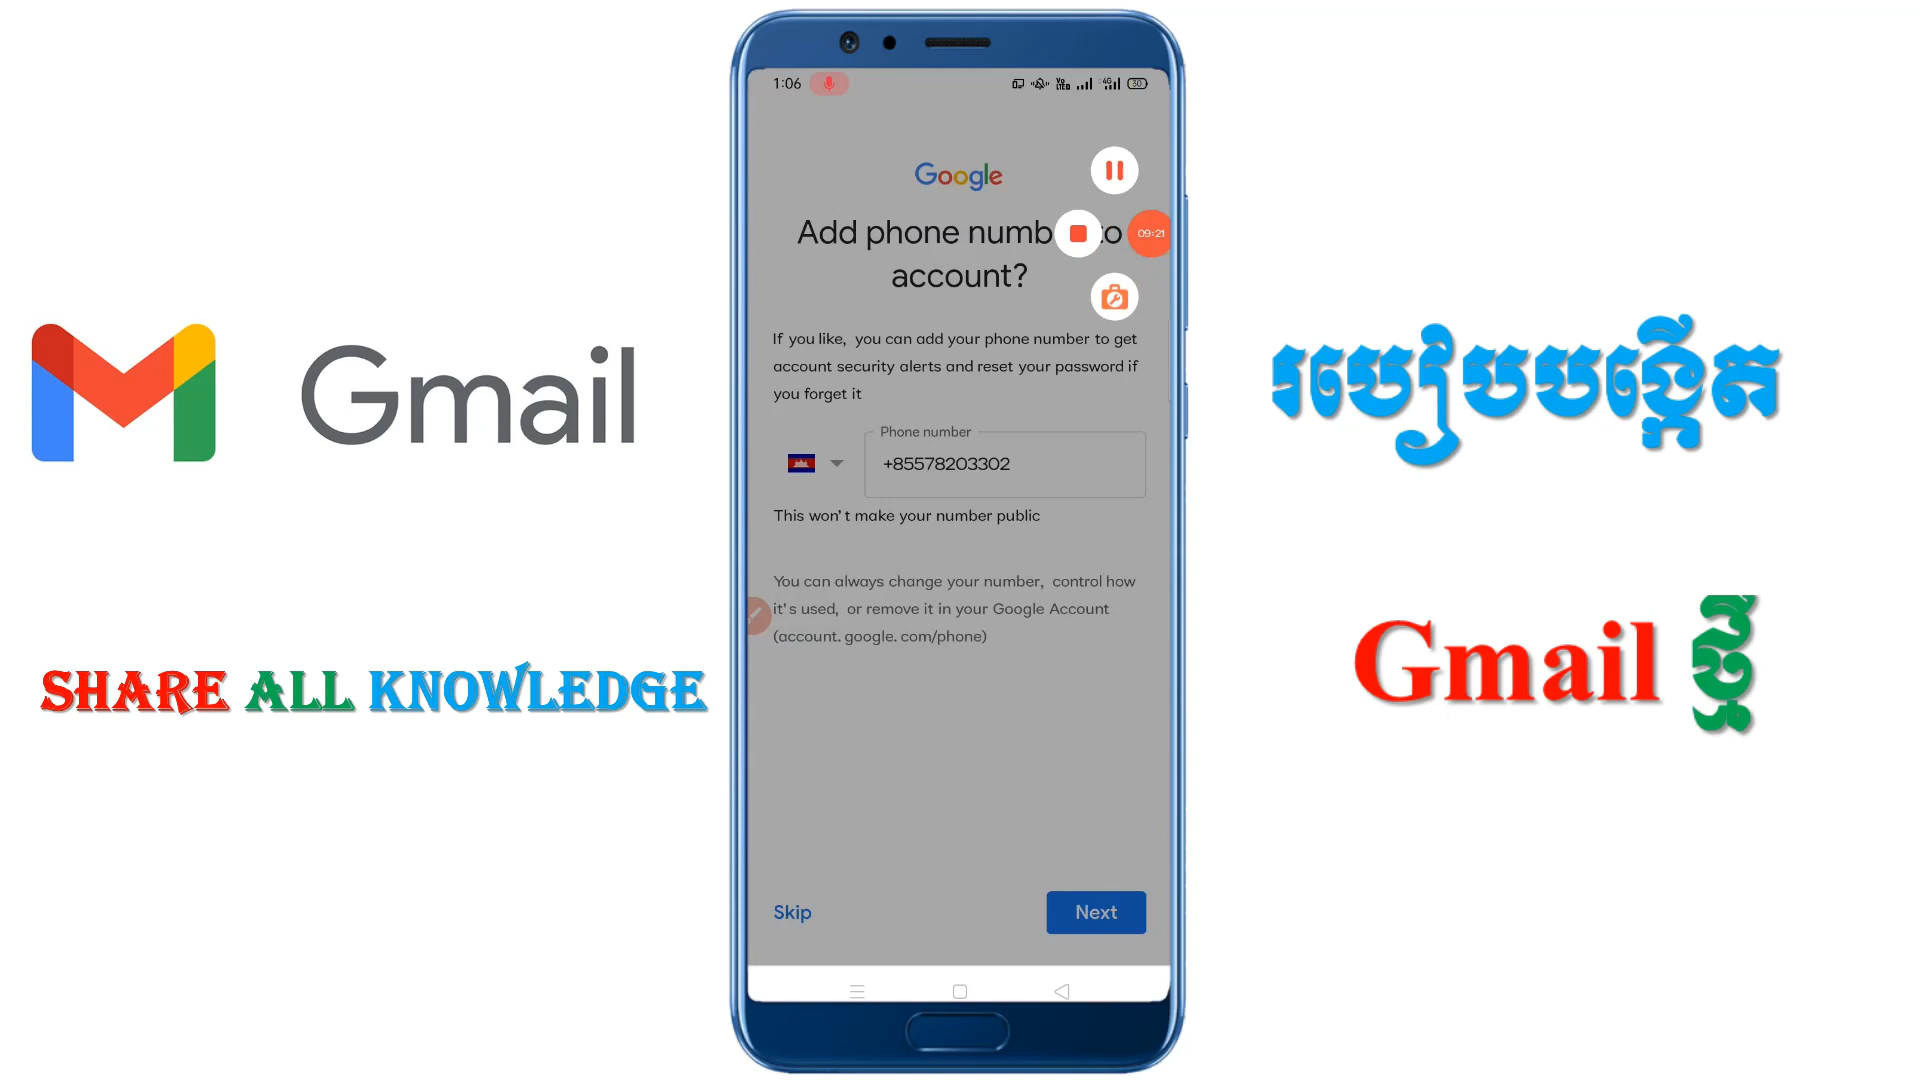 1:06
VO LTE 4G 30
Google
Add phone numb to
account?
09:21
If you like, you can add your phone number to get
account security alerts and reset your password if
you forget it
Phone number
+85578203302
This won't make your number public
You can always change your number, control how
it's used, or remove it in your Google Account
(account. google. com/phone)
Skip
Next
Gmail
SHARE ALL KNOWLEDGE
របៀបបង្កើត
Gmail ថ្មី